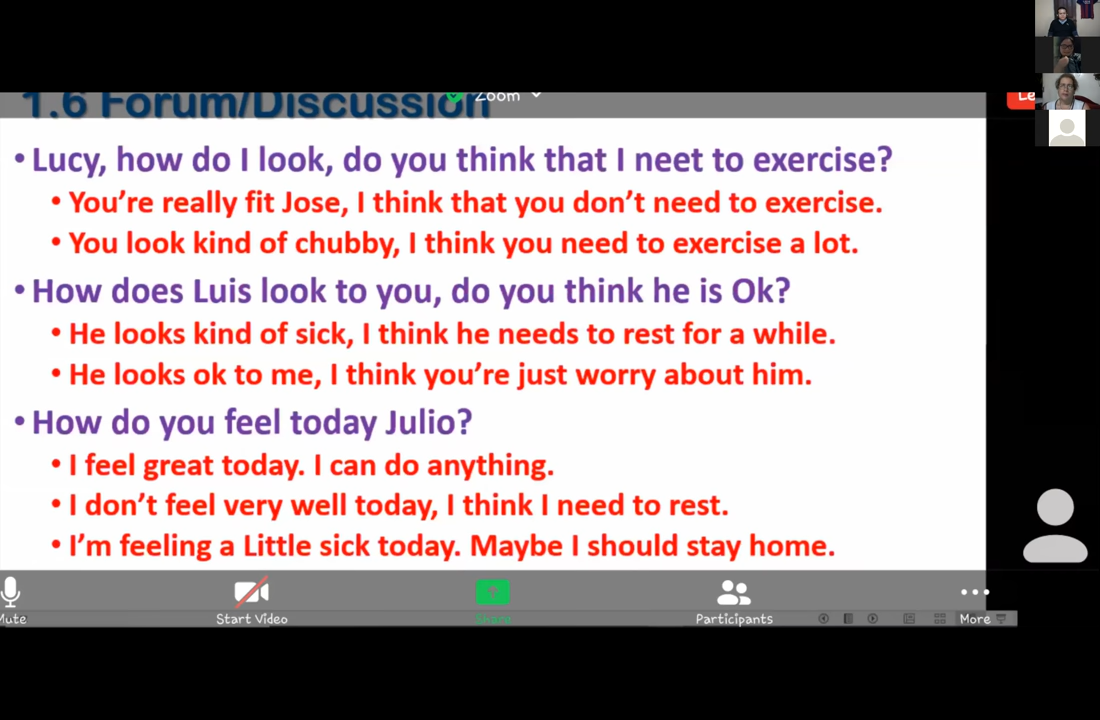 1.6 Forum/Discussion
Zoom
Le
• Lucy, how do I look, do you think that I neet to exercise?
• You’re really fit Jose, I think that you don’t need to exercise.
• You look kind of chubby, I think you need to exercise a lot.
• How does Luis look to you, do you think he is Ok?
• He looks kind of sick, I think he needs to rest for a while.
• He looks ok to me, I think you’re just worry about him.
• How do you feel today Julio?
• I feel great today. I can do anything.
• I don’t feel very well today, I think I need to rest.
• I’m feeling a Little sick today. Maybe I should stay home.
Mute Start Video Share Participants More